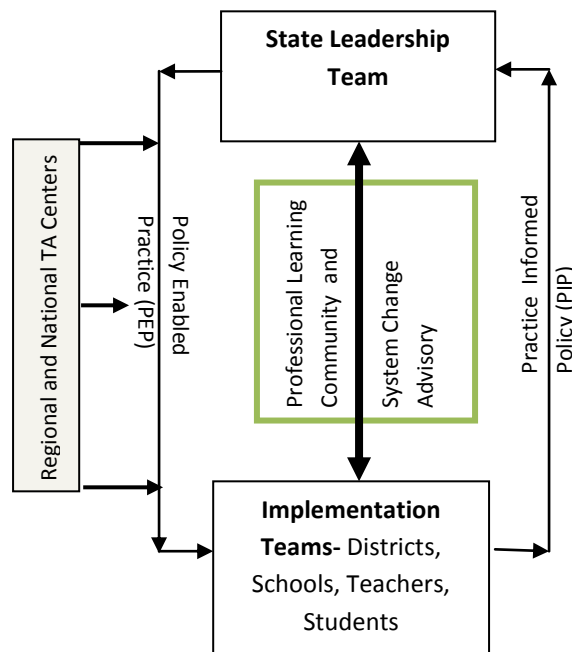 State Leadership
Team
Regional and National TA Centers
Policy Enabled
Practice (PEP)
Professional Learning
Community and
System Change
Advisory
Practice Informed
Policy (PIP)
Implementation
Teams- Districts,
Schools, Teachers,
Students